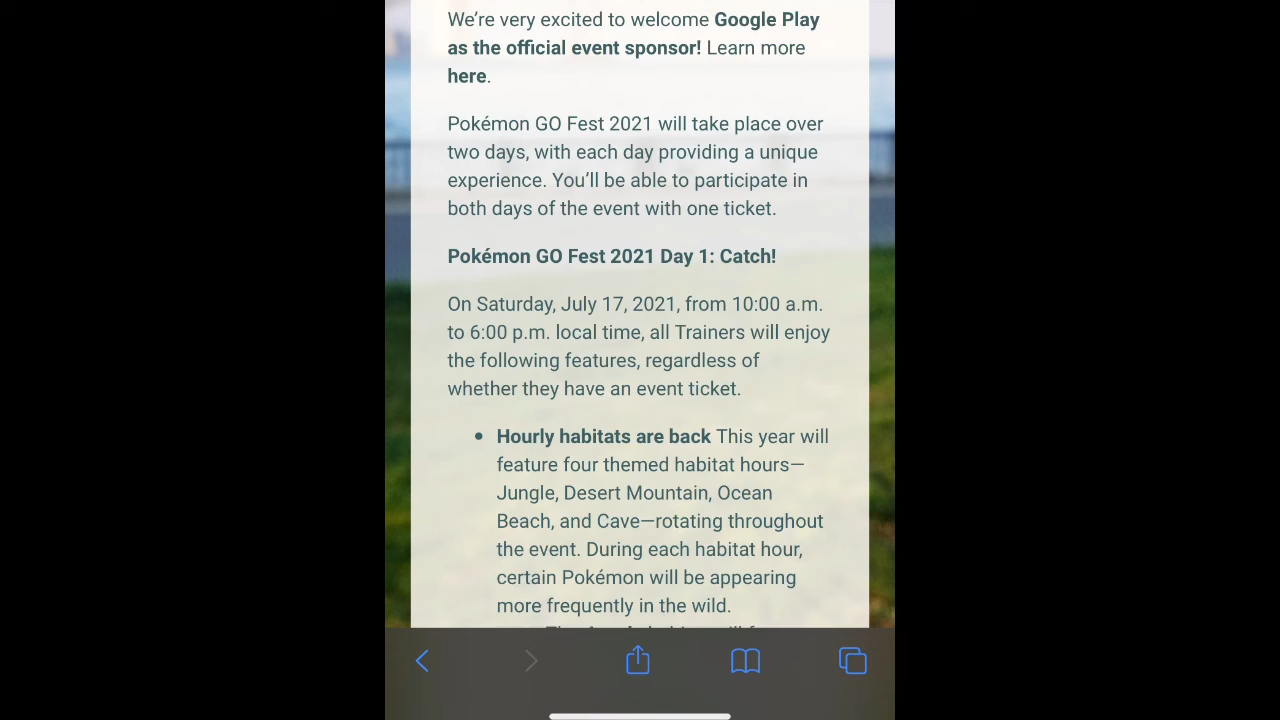 We're very excited to welcome Google Play
as the official event sponsor! Learn more
here.
Pokémon GO Fest 2021 will take place over
two days, with each day providing a unique
experience. You'll be able to participate in
both days of the event with one ticket.
Pokémon GO Fest 2021 Day 1: Catch!
On Saturday, July 17, 2021, from 10:00 a.m.
to 6:00 p.m. local time, all Trainers will enjoy
the following features, regardless of
whether they have an event ticket.
• Hourly habitats are back This year will
feature four themed habitat hours—
Jungle, Desert Mountain, Ocean
Beach, and Cave—rotating throughout
the event. During each habitat hour,
certain Pokémon will be appearing
more frequently in the wild.